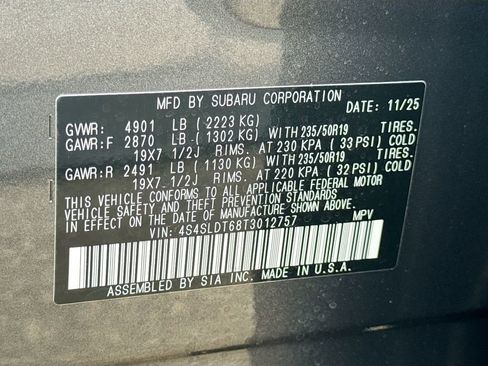 MFD BY SUBARU CORPORATION DATE: 11/25
GVWR: 4901 LB (2223 KG)
GAWR:F 2870 LB (1302 KG) WITH 235/50R19 TIRES.
19X7 1/2J RIMS. AT 230 KPA (33 PSI) COLD
GAWR:R 2491 LB (1130 KG) WITH 235/50R19 TIRES.
19X7 1/2J RIMS. AT 220 KPA (32 PSI) COLD
THIS VEHICLE CONFORMS TO ALL APPLICABLE FEDERAL MOTOR
VEHICLE SAFETY AND THEFT PREVENTION STANDARDS
IN EFFECT ON THE DATE OF MANUFACTURE SHOWN ABOVE.
VIN: 4S4SLDT68T3012757 MPV
ASSEMBLED BY SIA INC. MADE IN U.S.A.